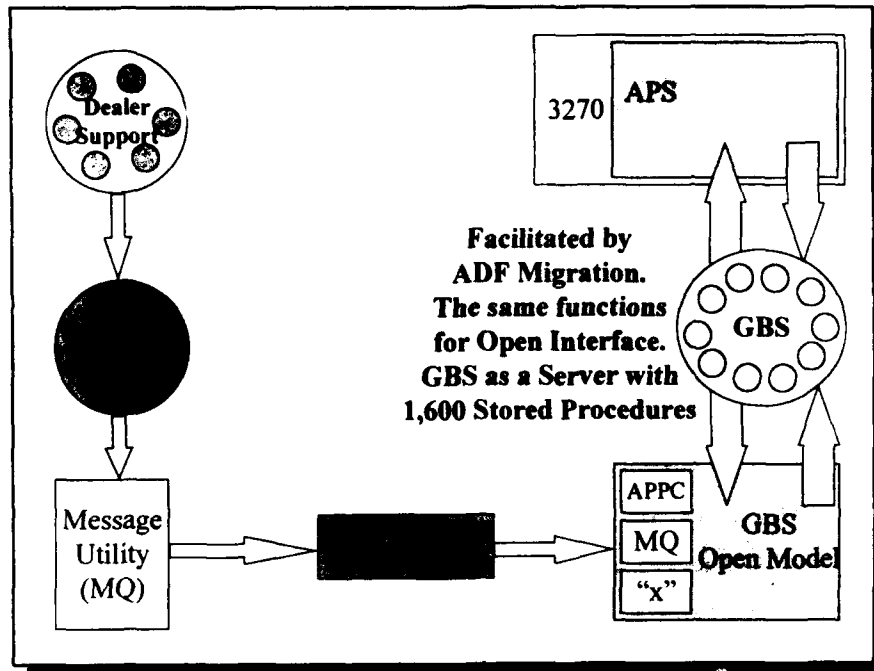 Dealer
Support
3270
APS
Facilitated by
ADF Migration.
The same functions
for Open Interface.
GBS as a Server with
1,600 Stored Procedures
GBS
Message
Utility
(MQ)
APPC
MQ
“x”
GBS
Open Model